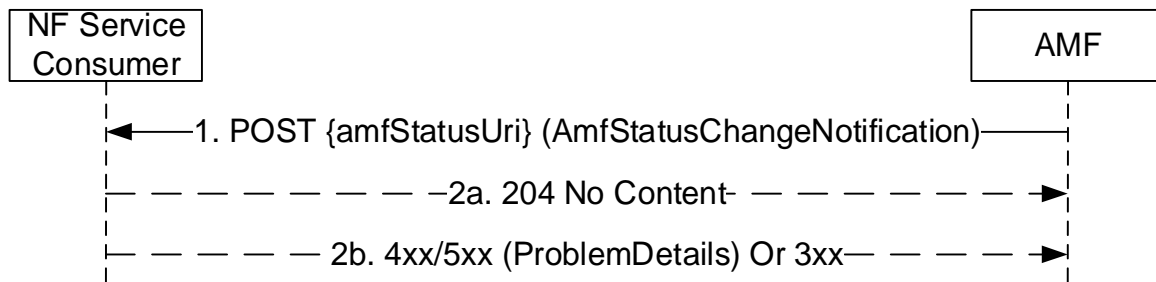 NF Service
Consumer
AMF
1. POST {amfStatusUri} (AmfStatusChangeNotification)
2a. 204 No Content
2b. 4xx/5xx (ProblemDetails) Or 3xx